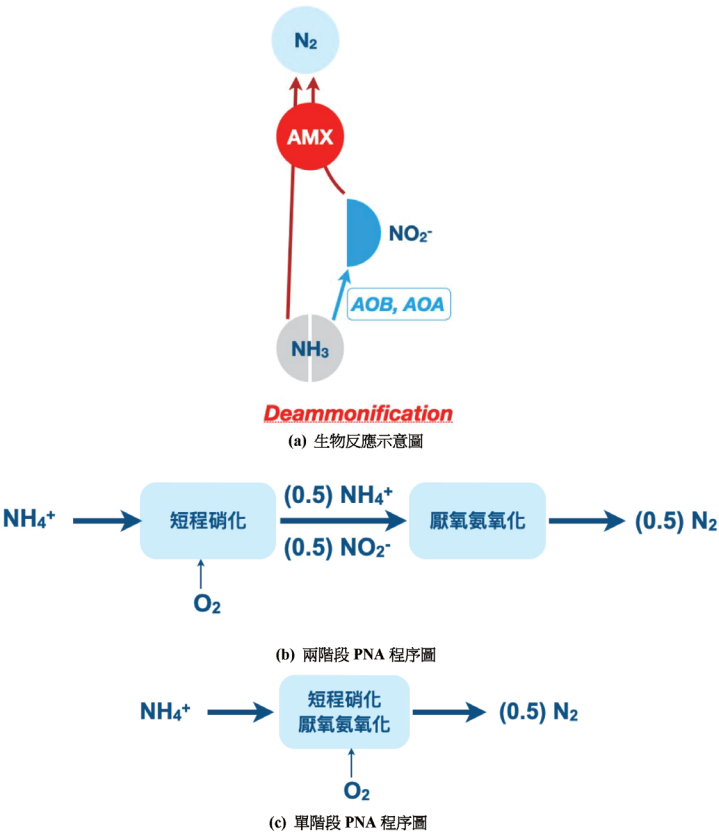 N₂
AMX
NO₂⁻
AOB, AOA
NH₃
Deammonification
(a) 生物反應示意圖
NH₄⁺
短程硝化
(0.5) NH₄⁺
(0.5) NO₂⁻
厭氧氨氧化
(0.5) N₂
O₂
(b) 兩階段 PNA 程序圖
NH₄⁺
短程硝化
厭氧氨氧化
(0.5) N₂
O₂
(c) 單階段 PNA 程序圖